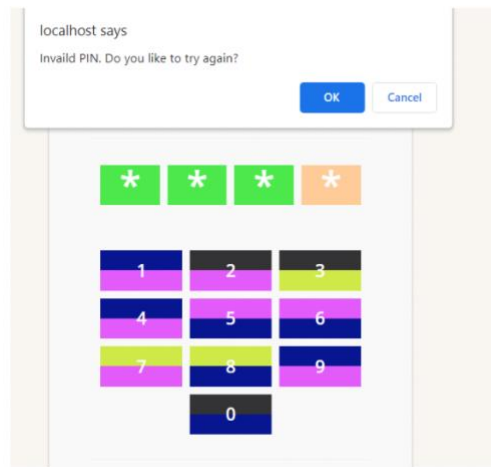 localhost says
Invaild PIN. Do you like to try again?
OK Cancel
* * * *
1 2 3
4 5 6
7 8 9
0